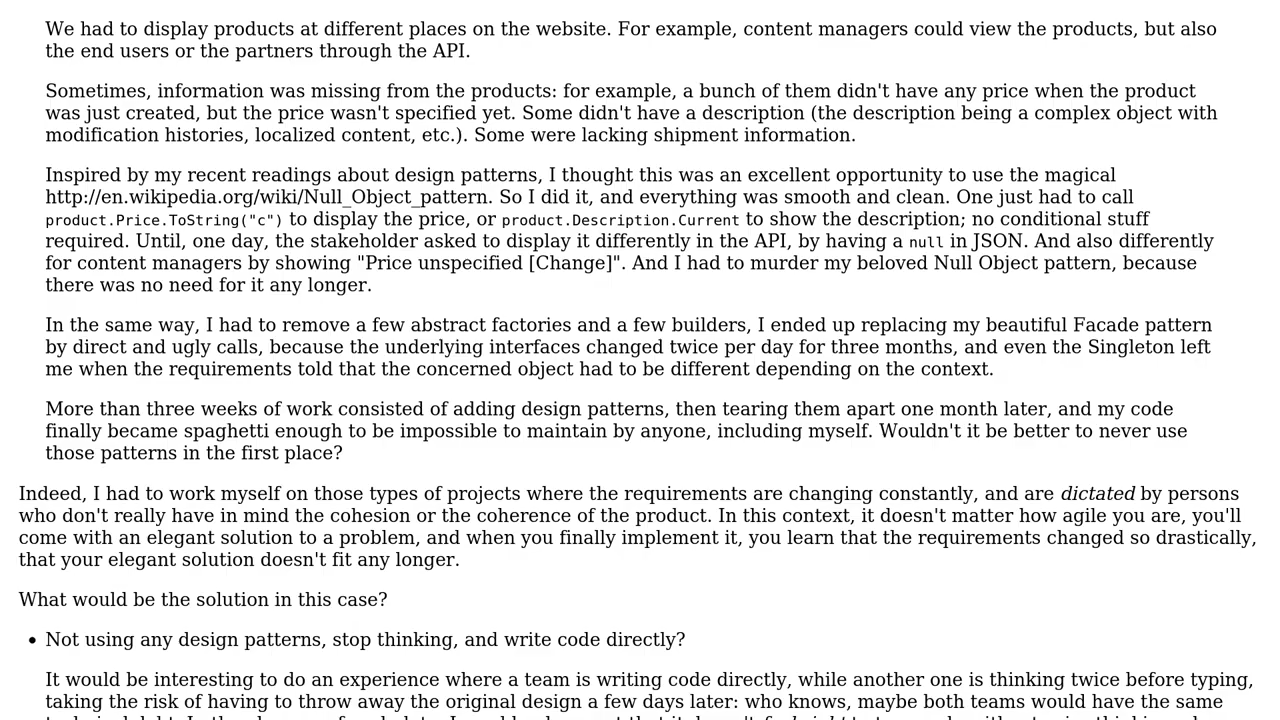 We had to display products at different places on the website. For example, content managers could view the products, but also
the end users or the partners through the API.
Sometimes, information was missing from the products: for example, a bunch of them didn't have any price when the product
was just created, but the price wasn't specified yet. Some didn't have a description (the description being a complex object with
modification histories, localized content, etc.). Some were lacking shipment information.
Inspired by my recent readings about design patterns, I thought this was an excellent opportunity to use the magical
http://en.wikipedia.org/wiki/Null_Object_pattern. So I did it, and everything was smooth and clean. One just had to call
product.Price.ToString("c") to display the price, or product.Description.Current to show the description; no conditional stuff
required. Until, one day, the stakeholder asked to display it differently in the API, by having a null in JSON. And also differently
for content managers by showing "Price unspecified [Change]". And I had to murder my beloved Null Object pattern, because
there was no need for it any longer.
In the same way, I had to remove a few abstract factories and a few builders, I ended up replacing my beautiful Facade pattern
by direct and ugly calls, because the underlying interfaces changed twice per day for three months, and even the Singleton left
me when the requirements told that the concerned object had to be different depending on the context.
More than three weeks of work consisted of adding design patterns, then tearing them apart one month later, and my code
finally became spaghetti enough to be impossible to maintain by anyone, including myself. Wouldn't it be better to never use
those patterns in the first place?
Indeed, I had to work myself on those types of projects where the requirements are changing constantly, and are dictated by persons
who don't really have in mind the cohesion or the coherence of the product. In this context, it doesn't matter how agile you are, you'll
come with an elegant solution to a problem, and when you finally implement it, you learn that the requirements changed so drastically,
that your elegant solution doesn't fit any longer.
What would be the solution in this case?
• Not using any design patterns, stop thinking, and write code directly?
It would be interesting to do an experience where a team is writing code directly, while another one is thinking twice before typing,
taking the risk of having to throw away the original design a few days later: who knows, maybe both teams would have the same